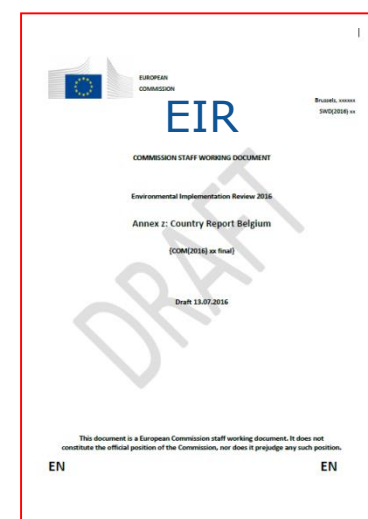 EUROPEAN
COMMISSION
EIR
Brussels, xxxxxx
SWD(2016) xx
COMMISSION STAFF WORKING DOCUMENT
Environmental Implementation Review 2016
Annex z: Country Report Belgium
{COM(2016) xx final}
Draft 13.07.2016
DRAFT
This document is a European Commission staff working document. It does not
constitute the official position of the Commission, nor does it prejudge any such position.
EN EN